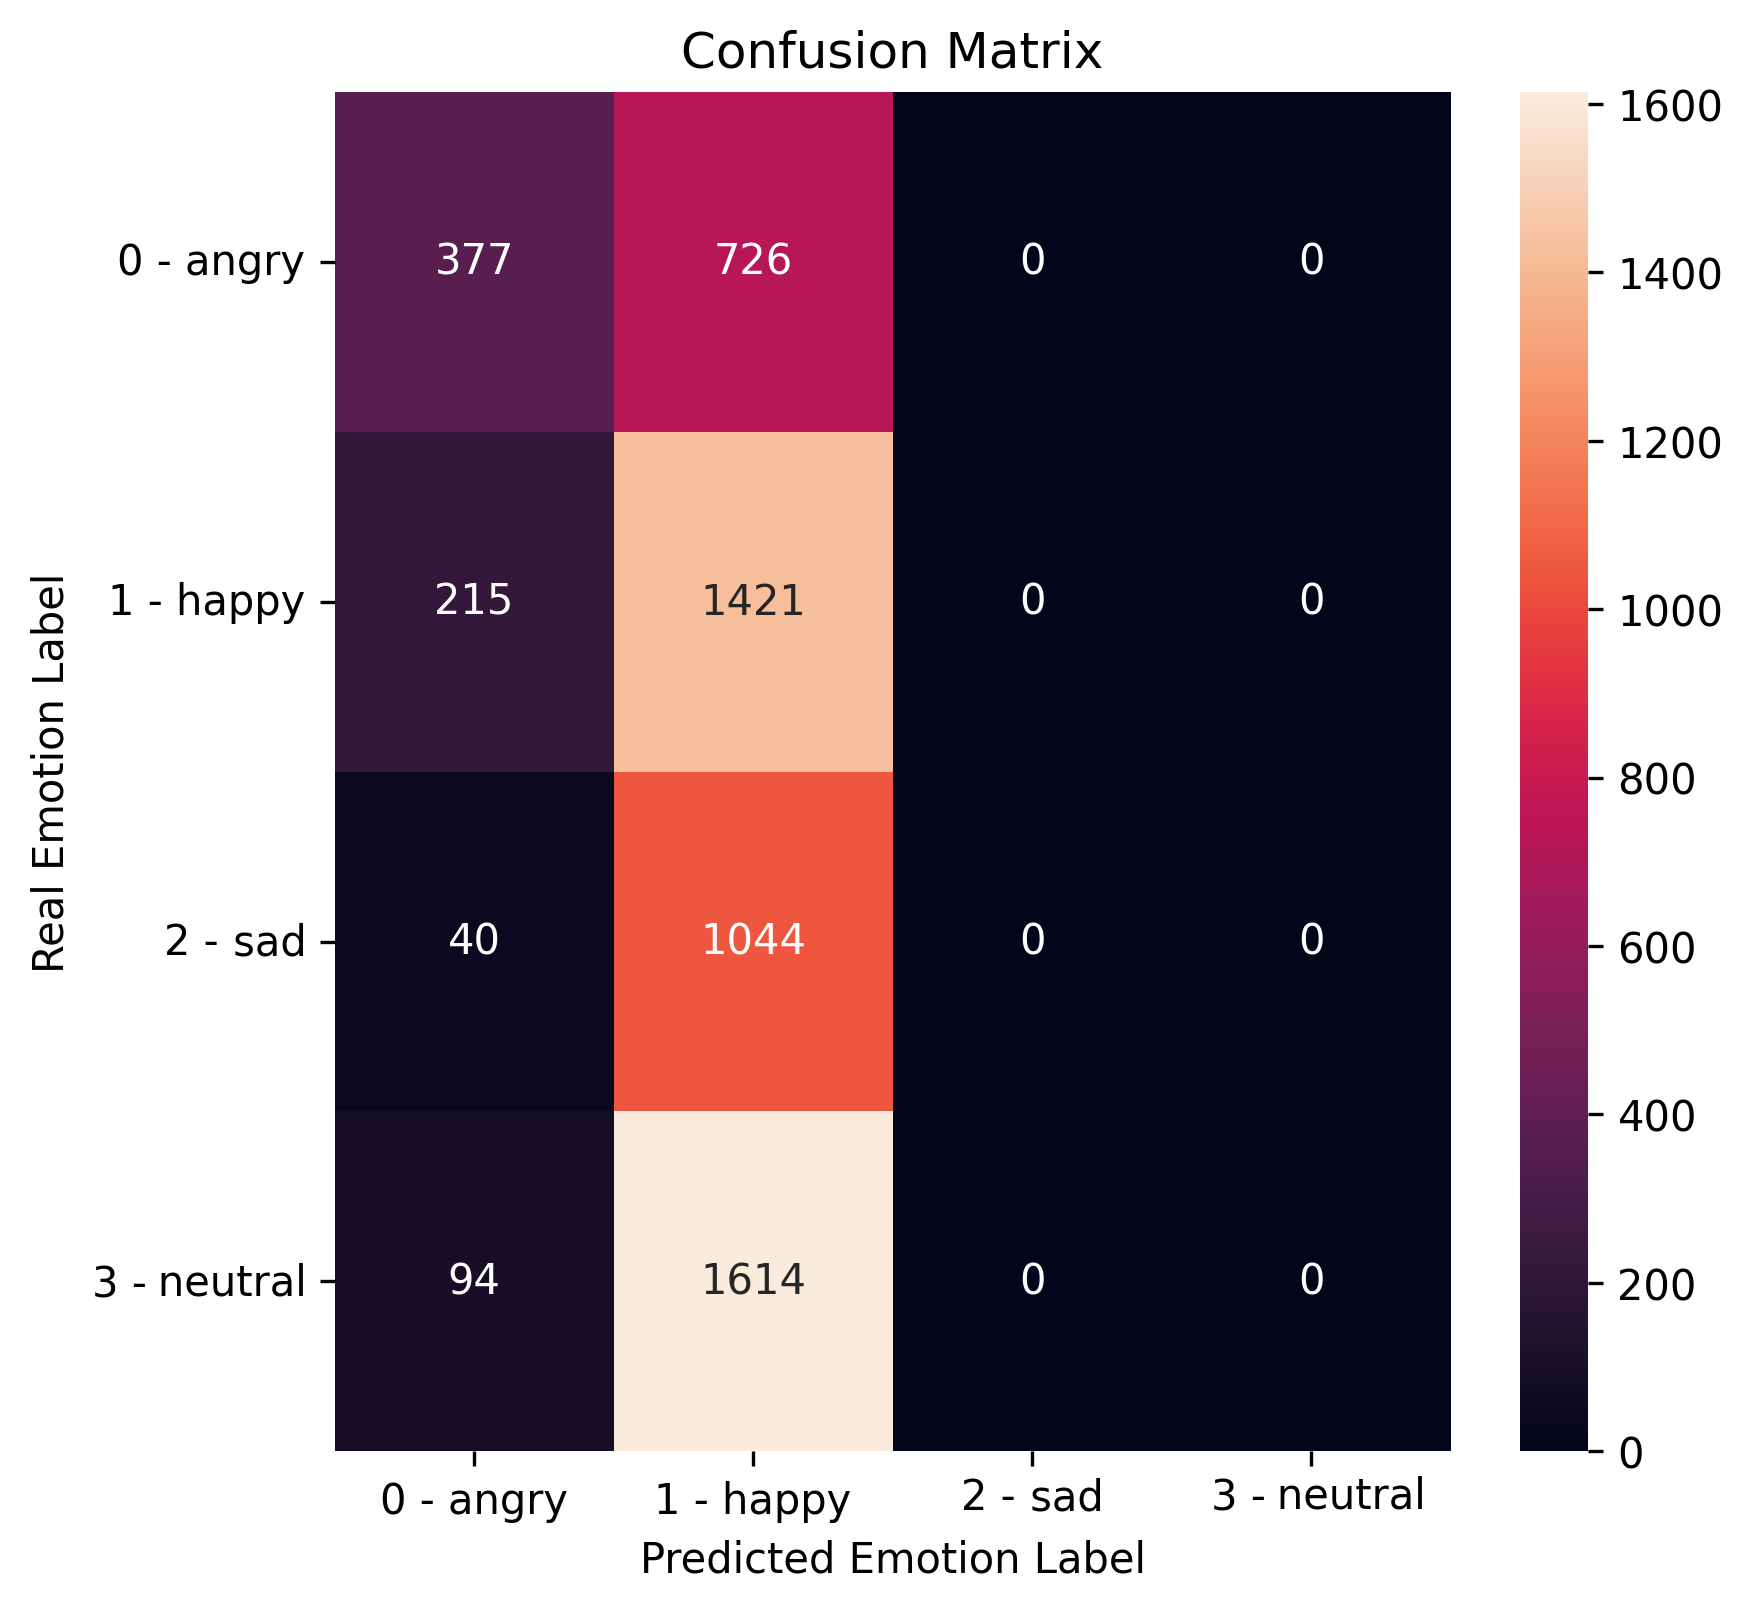 Confusion Matrix
0 - angry 377 726 0 0
1 - happy 215 1421 0 0
2 - sad 40 1044 0 0
3 - neutral 94 1614 0 0
0 - angry 1 - happy 2 - sad 3 - neutral
Predicted Emotion Label
Real Emotion Label
1600
1400
1200
1000
800
600
400
200
0